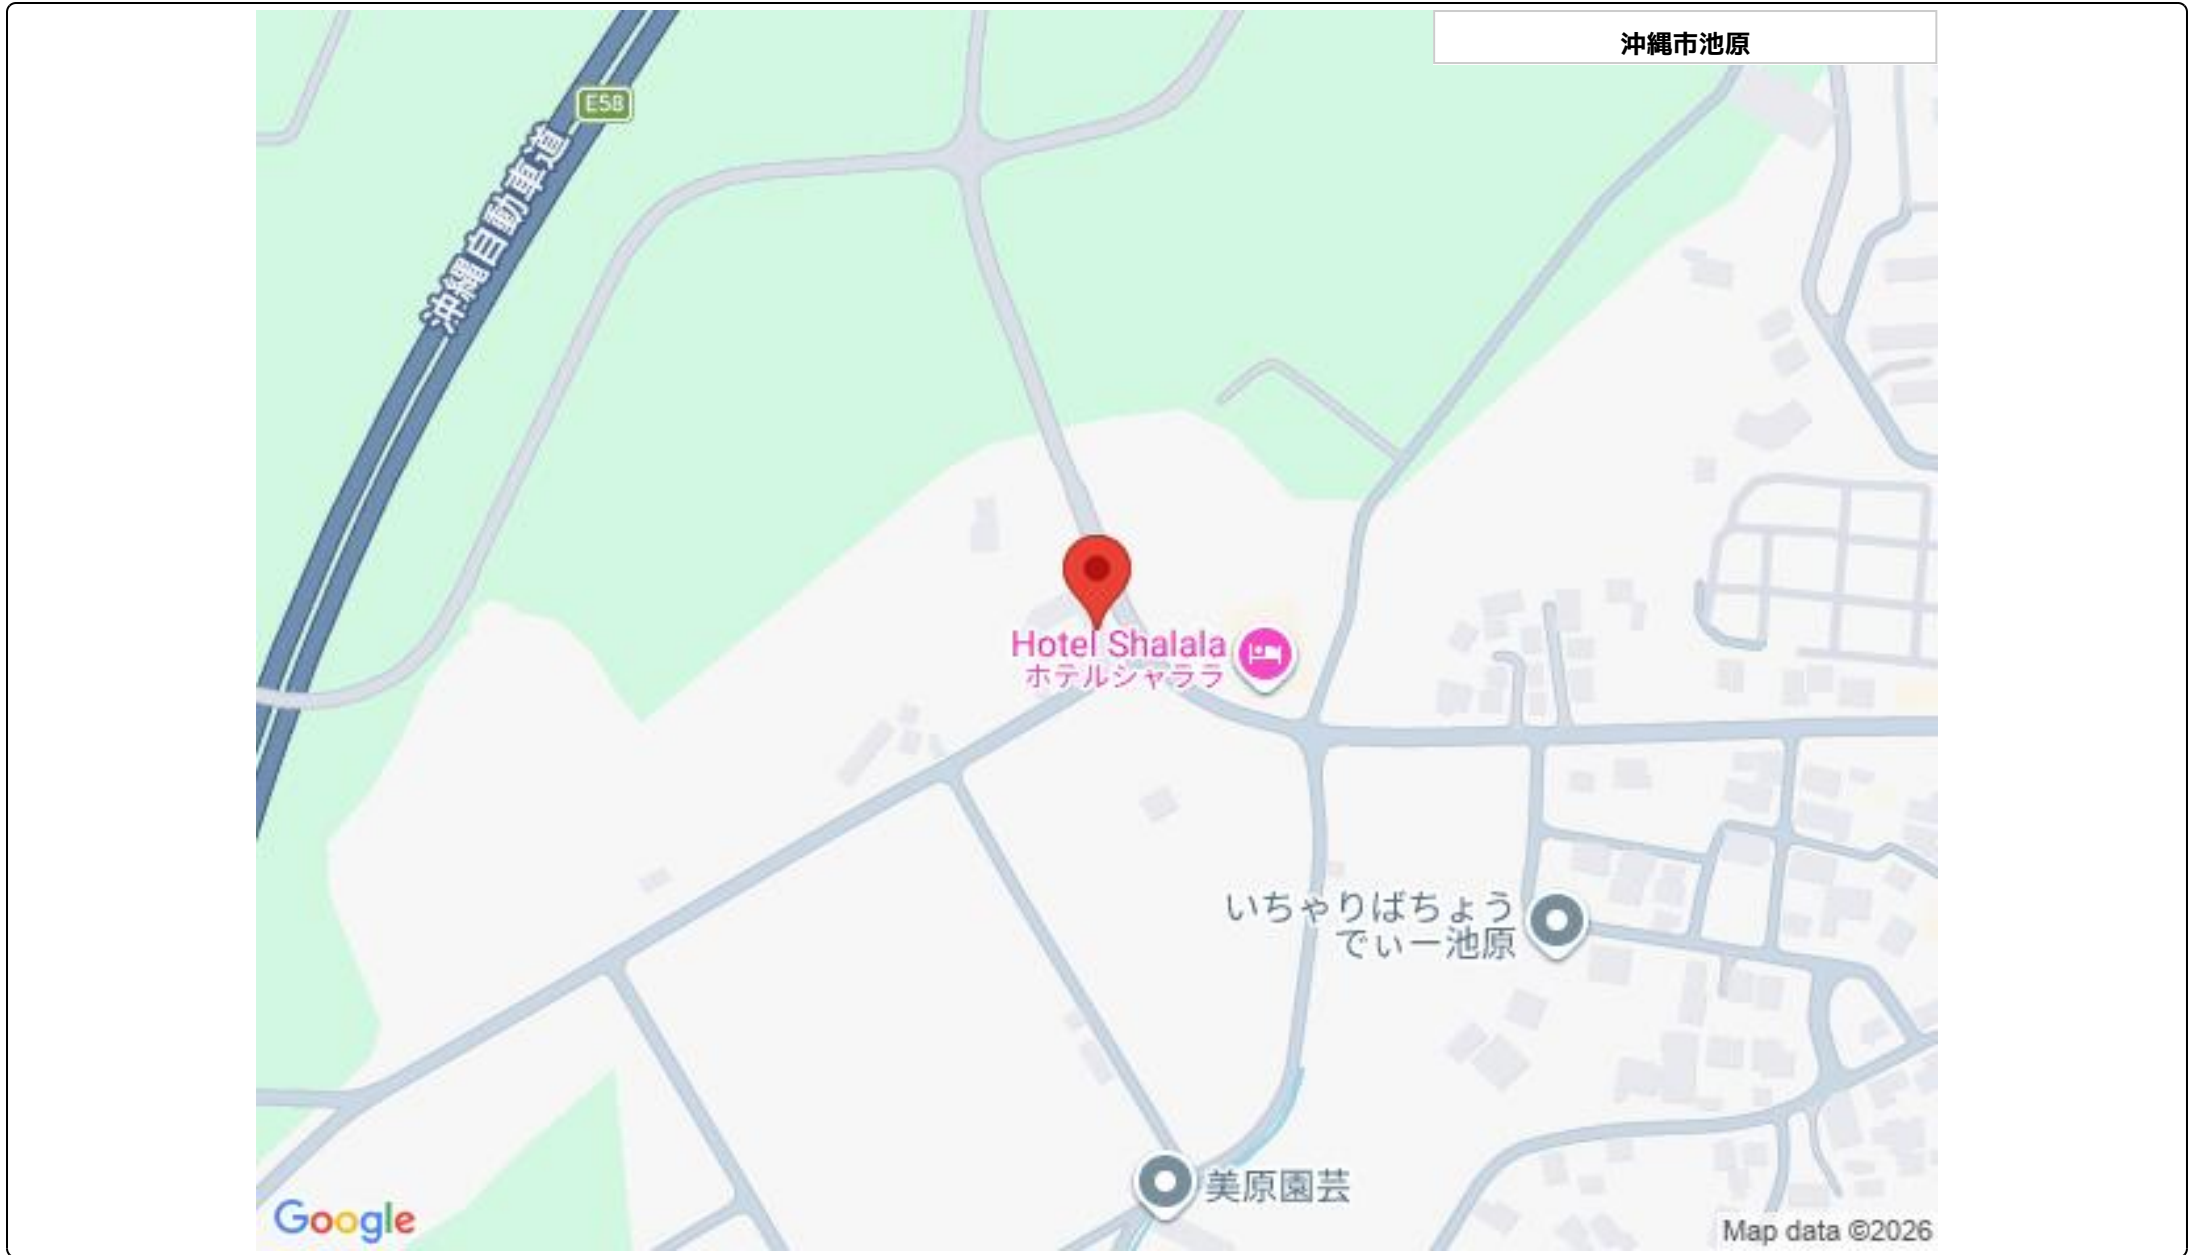 沖縄市池原
E58
沖縄自動車道
Hotel Shalala
ホテルシャララ
いちゃりばちょう
でぃー池原
美原園芸
Google
Map data ©2026